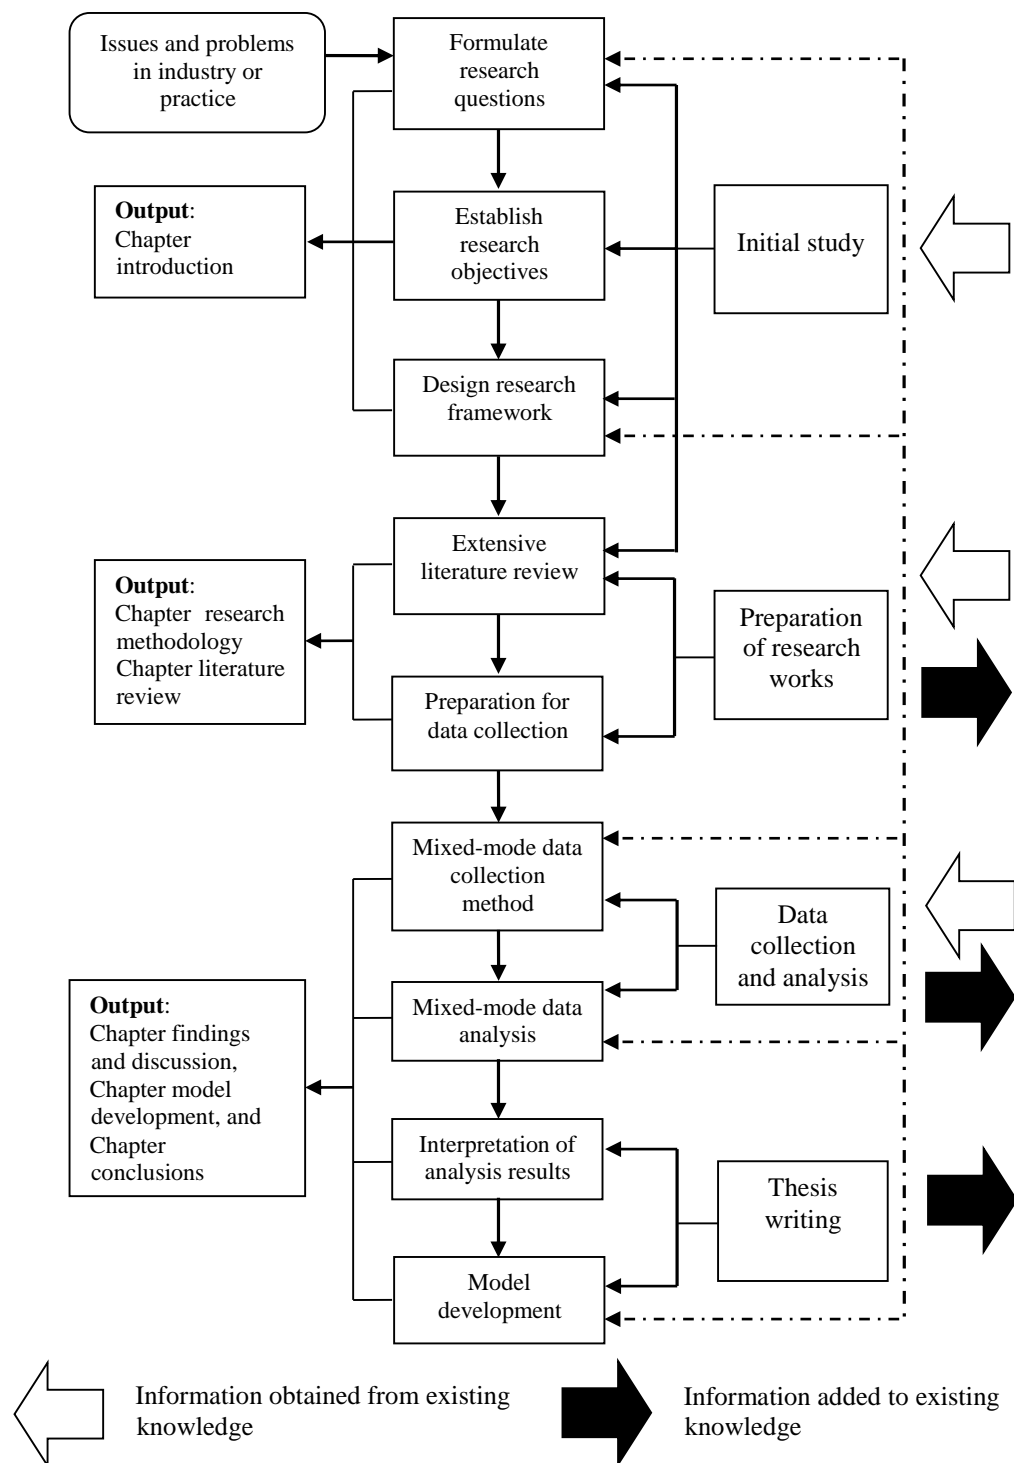 Issues and problems
in industry or
practice
Formulate
research
questions
Output:
Chapter
introduction
Establish
research
objectives
Initial study
Design research
framework
Extensive
literature review
Output:
Chapter research
methodology
Chapter literature
review
Preparation
of research
works
Preparation for
data collection
Mixed-mode data
collection
method
Data
collection
and analysis
Mixed-mode data
analysis
Output:
Chapter findings
and discussion,
Chapter model
development, and
Chapter
conclusions
Interpretation of
analysis results
Thesis
writing
Model
development
Information obtained from existing
knowledge
Information added to existing
knowledge